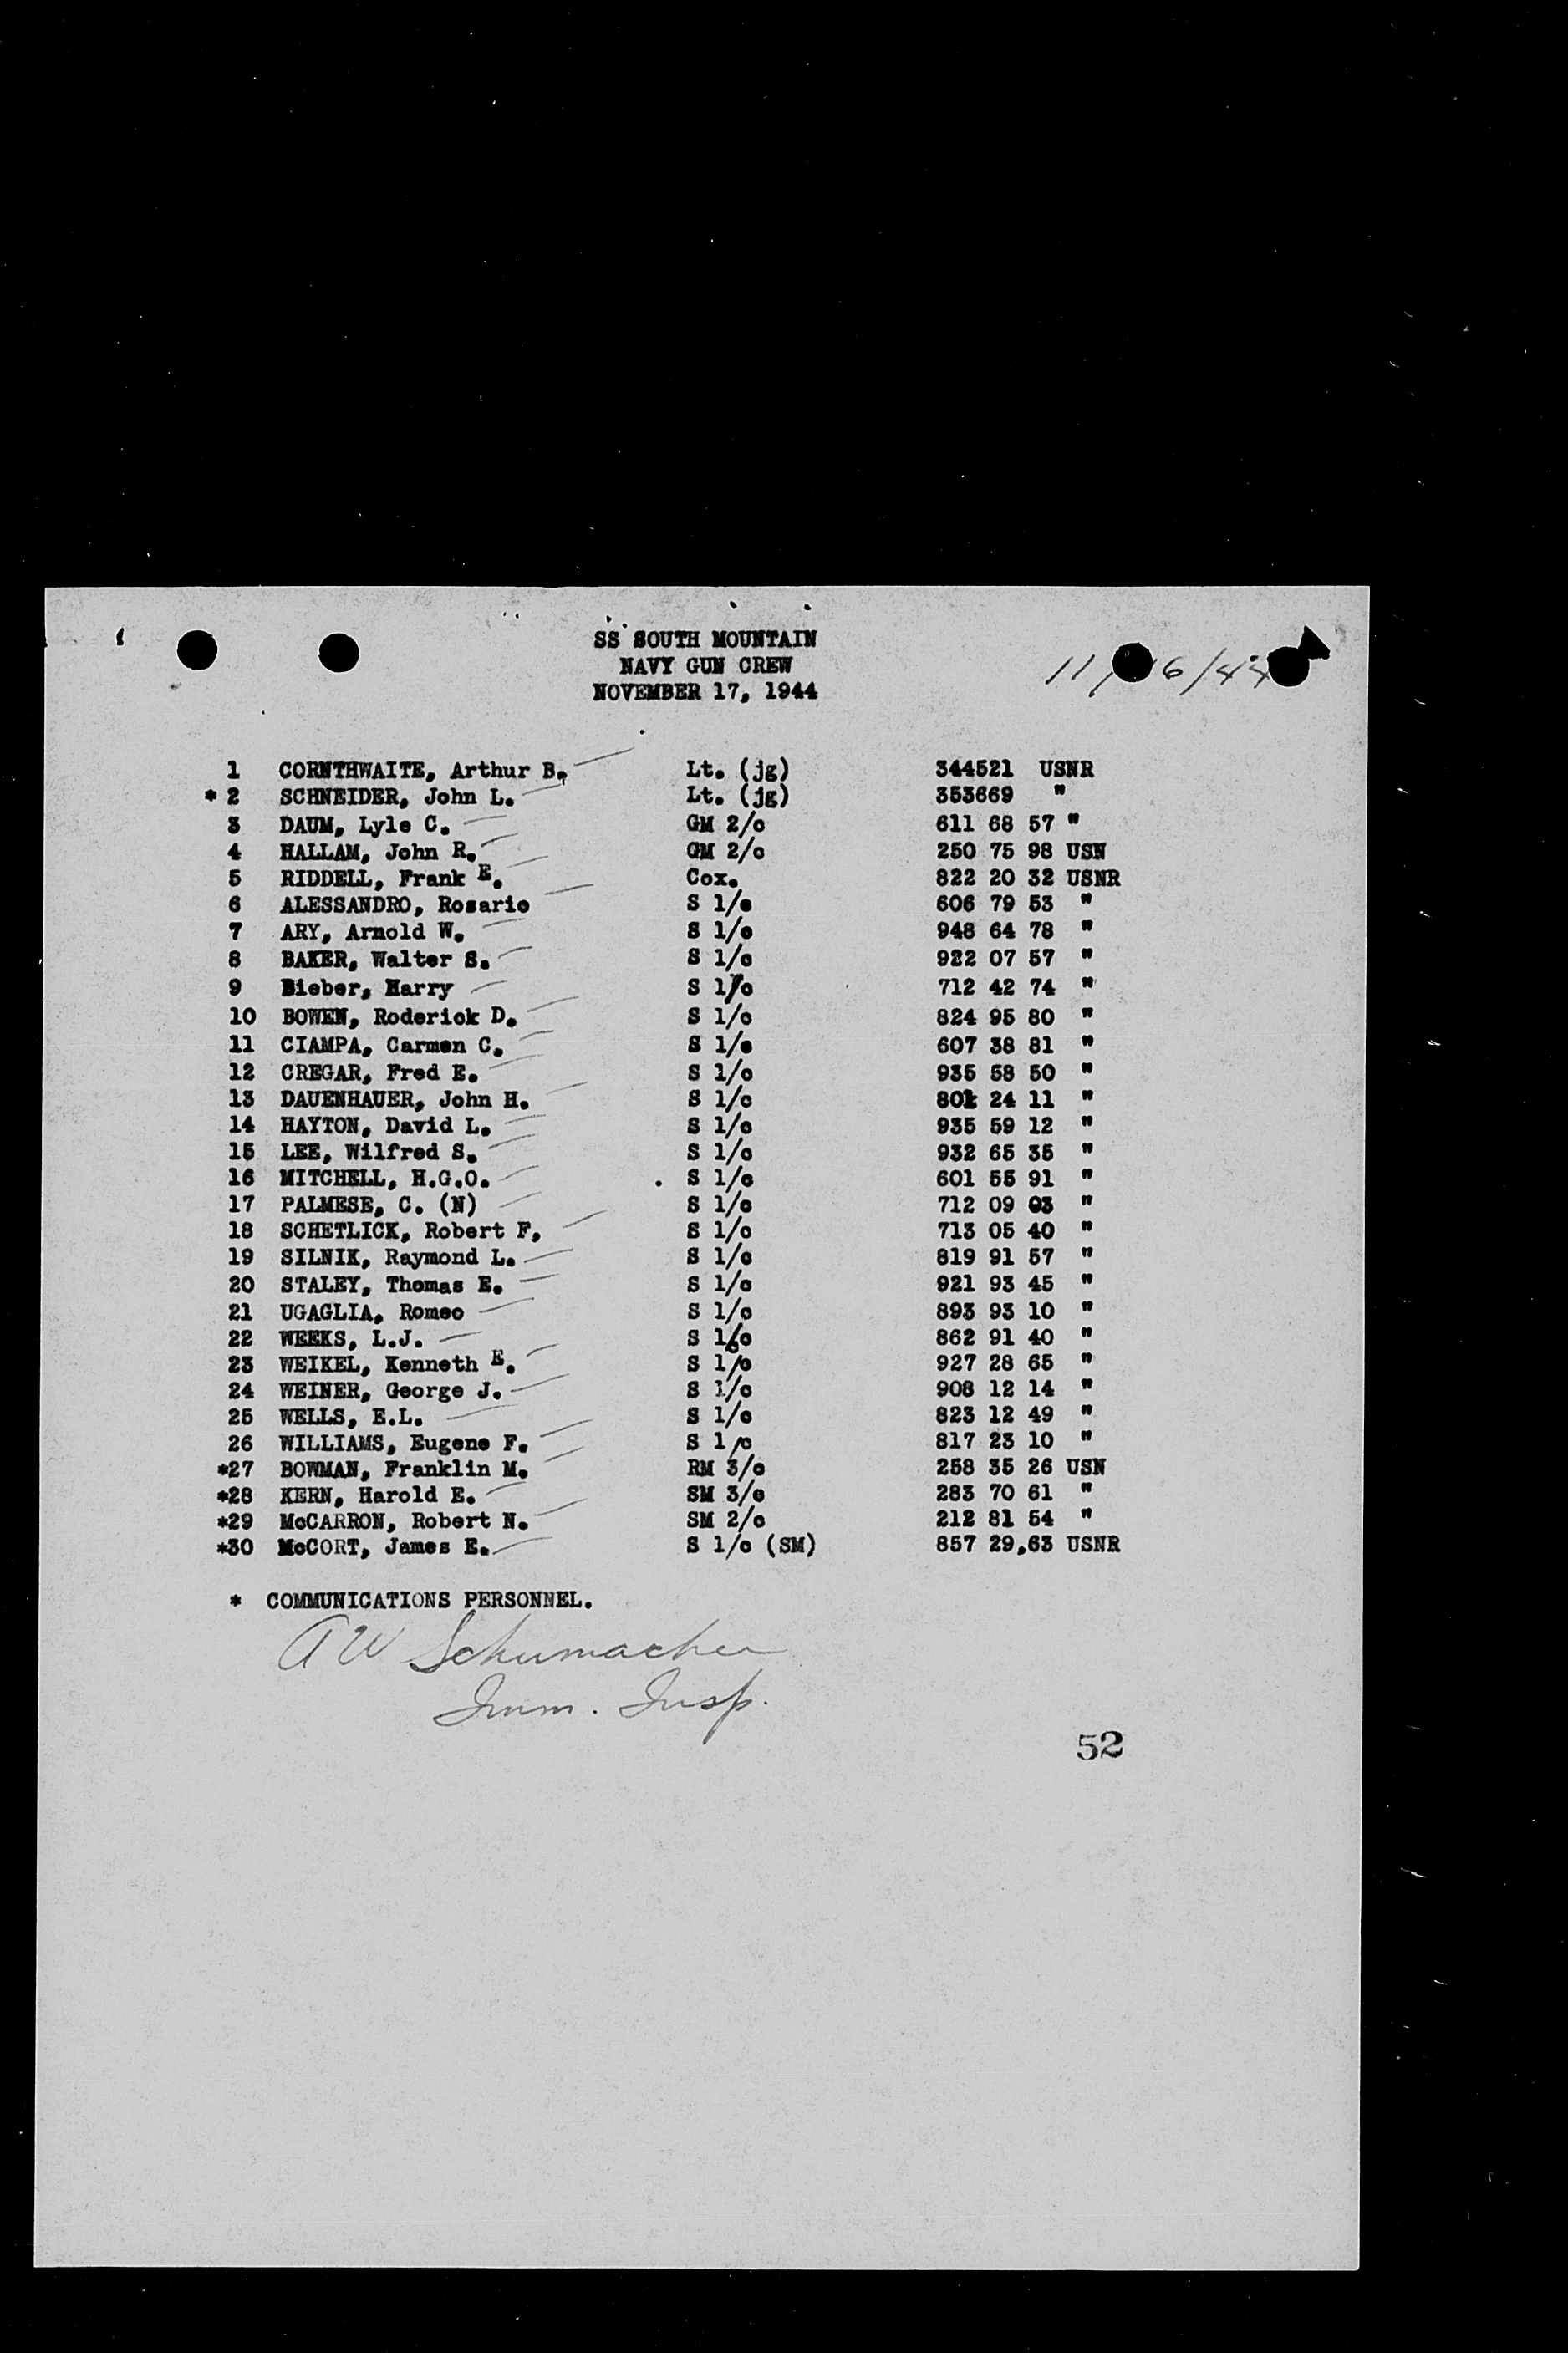 SS SOUTH MOUNTAIN
NAVY GUN CREW
NOVEMBER 17, 1944
11/16/44
1 CORNTHWAITE, Arthur B. Lt. (jg) 344521 USNR
* 2 SCHNEIDER, John L. Lt. (jg) 353669 "
3 DAUM, Lyle C. GM 2/c 611 68 57 "
4 HALLAM, John R. GM 2/c 250 75 98 USN
5 RIDDELL, Frank E. Cox. 822 20 32 USNR
6 ALESSANDRO, Rosario S 1/c 606 79 53 "
7 ARY, Arnold W. S 1/c 948 64 78 "
8 BAKER, Walter S. S 1/c 922 07 57 "
9 Bieber, Harry S 1/c 712 42 74 "
10 BOWEN, Roderick D. S 1/c 824 95 80 "
11 CIAMPA, Carmen C. S 1/c 607 38 81 "
12 CREGAR, Fred E. S 1/c 935 58 50 "
13 DAUENHAUER, John H. S 1/c 24 11 "
14 HAYTON, David L. S 1/c 935 59 12 "
15 LEE, Wilfred S. S 1/c 932 65 35 "
16 MITCHELL, H.G.O. S 1/c 601 55 91 "
17 PALMESE, C. (N) S 1/c 712 09 03 "
18 SCHETLICK, Robert F, S 1/c 713 05 40 "
19 SILNIK, Raymond L. S 1/c 819 91 57 "
20 STALEY, Thomas E. S 1/c 921 93 45 "
21 UGAGLIA, Romeo S 1/c 893 93 10 "
22 WEEKS, L.J. S 1/c 862 91 40 "
23 WEIKEL, Kenneth E. S 1/c 927 28 65 "
24 WEINER, George J. S 1/c 908 12 14 "
25 WELLS, E.L. S 1/c 823 12 49 "
26 WILLIAMS, Eugene F. S 1/c 817 23 10 "
*27 BOWMAN, Franklin M. RM 3/c 258 35 26 USN
*28 KERN, Harold E. SM 3/c 283 70 61 "
*29 McCARRON, Robert N. SM 2/c 212 81 54 "
*30 McCORT, James E. S 1/c (SM) 857 29,63 USNR
* COMMUNICATIONS PERSONNEL.
AW Schumacher
Imm. Insp.
52